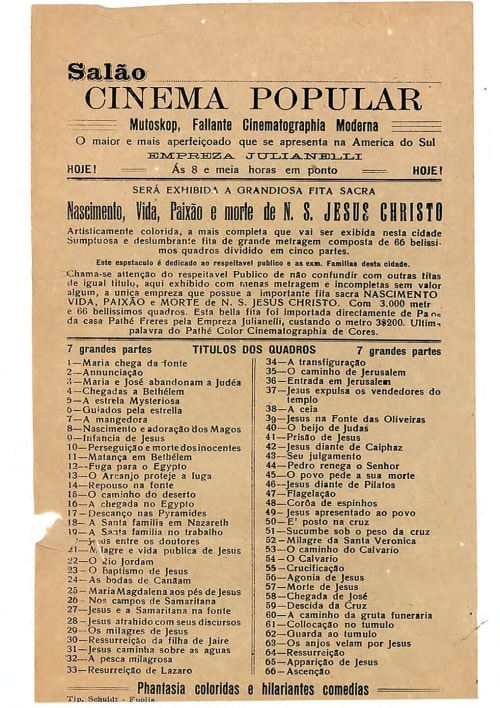 Salão
CINEMA POPULAR
Mutoskop, Fallante Cinematographia Moderna
O maior e mais aperfeiçoado que se apresenta na America do Sul
EMPREZA JULIANELLI
HOJE! Ás 8 e meia horas em ponto HOJE!
SERÁ EXHIBIDA A GRANDIOSA FITA SACRA
Nascimento, Vida, Paixão e morte de N. S. JESUS CHRISTO
Artisticamente colorida, a mais completa que vai ser exibida nesta cidade
Sumptuosa e deslumbrante fita de grande metragem composta de 66 belissi-
mos quadros dividido em cinco partes.
Este espetaculo é dedicado ao respeitavel publico e as exm. Familias desta cidade.
Chama-se attenção do respeitavel Publico de não confundir com outras fitas
de igual titulo, aqui exhibido com menas metragem e incompletas sem valor
algum, a unica empreza que possue a importante fita sacra NASCIMENTO
VIDA, PAIXÃO e MORTE de N. S. JESUS CHRISTON. Com 3.000 metr
e 66 belissimos quadros. Esta bella fita foi importada directamente de
da casa Pathé Freres pela Empreza Julianelli, custando o metro 3$200. Ultim
palavra do Pathé Color Cinematographia de Cores.
7 grandes partes TITULOS DOS QUADROS 7 grandes partes
1—Maria chega da fonte
2—Annunciação
3—Maria e José abandonam a Judéa
4—Chegadas a Bethélem
5—A estrella Mysteriosa
6—Guiados pela estrella
7—A mangedora
8—Nascimento e adoração dos Magos
9—Infancia de Jesus
10—Perseguição e morte dos inocentes
11—Matança em Bethélem
12—Fuga para o Egypto
13—O Arcanjo proteje a fuga
14—Repouso na fonte
15—O caminho do deserto
16—A chegada no Egypto
17—Descanço nas Pyramides
18—A Santa familia em Nazareth
19—A Santa familia no trabalho
—Jesus entre os doutores
21—Milagre e vida publica de Jesus
22—O Rio Jordam
23—O baptismo de Jesus
24—As bodas de Canãam
25—Maria Magdalena aos pés de Jesus
26—Nos campos de Samaritana
27—Jesus e a Samaritana na fonte
28—Jesus atrahido com seus discursos
29—Os milagres de Jesus
30—Ressurreição da filha de Jaire
31—Jesus caminha sobre as aguas
32—A pesca milagrosa
33—Resurreição de Lazaro
34—A transfiguração
35—O caminho de Jerusalem
36—Entrada em Jerusalem
37—Jesus expulsa os vendedores do
templo
38—A ceia
39—Jesus na Fonte das Oliveiras
40—O beijo de Judas
41—Prisão de Jesus
42—Jesus diante de Caiphaz
43—Seu julgamento
44—Pedro renega o Senhor
45—O povo pede a sua morte
46—Jesus diante de Pilatos
47—Flagelação
48—Corôa de espinhos
49—Jesus apresentado ao povo
50—E' posto na cruz
51—Sucumbe sob o peso da cruz
52—Milagre da Santa Veronica
53—O caminho do Calvario
54—O Calvario
55—Crucificação
56—Agonia de Jesus
57—Morte de Jesus
58—Chegada de José
59—Descida da Cruz
60—A caminho da gruta funeraria
61—Collocação no tumulo
62—Guarda ao tumulo
63—Os anjos velam por Jesus
64—Ressurreição
65—Apparição de Jesus
66—Ascenção
Phantasia coloridas e hilariantes comedias
Tip. Schuldt - Fpolis.